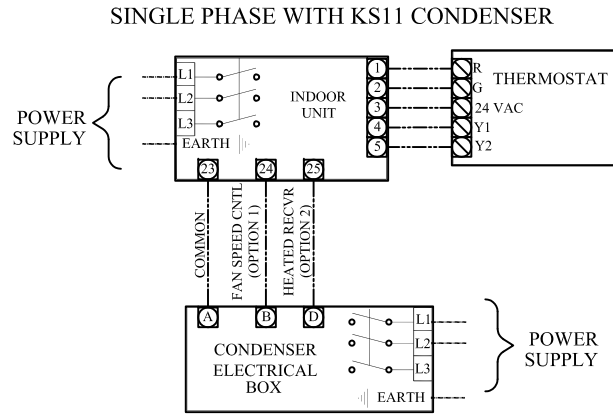 SINGLE PHASE WITH KS11 CONDENSER
POWER
SUPPLY
L1
L2
L3
EARTH
INDOOR
UNIT
1
2
3
4
5
R
G
24 VAC
Y1
Y2
THERMOSTAT
23
24
25
COMMON
FAN SPEED CNTL
(OPTION 1)
HEATED RECVR
(OPTION 2)
A
B
D
CONDENSER
ELECTRICAL
BOX
L1
L2
L3
EARTH
POWER
SUPPLY